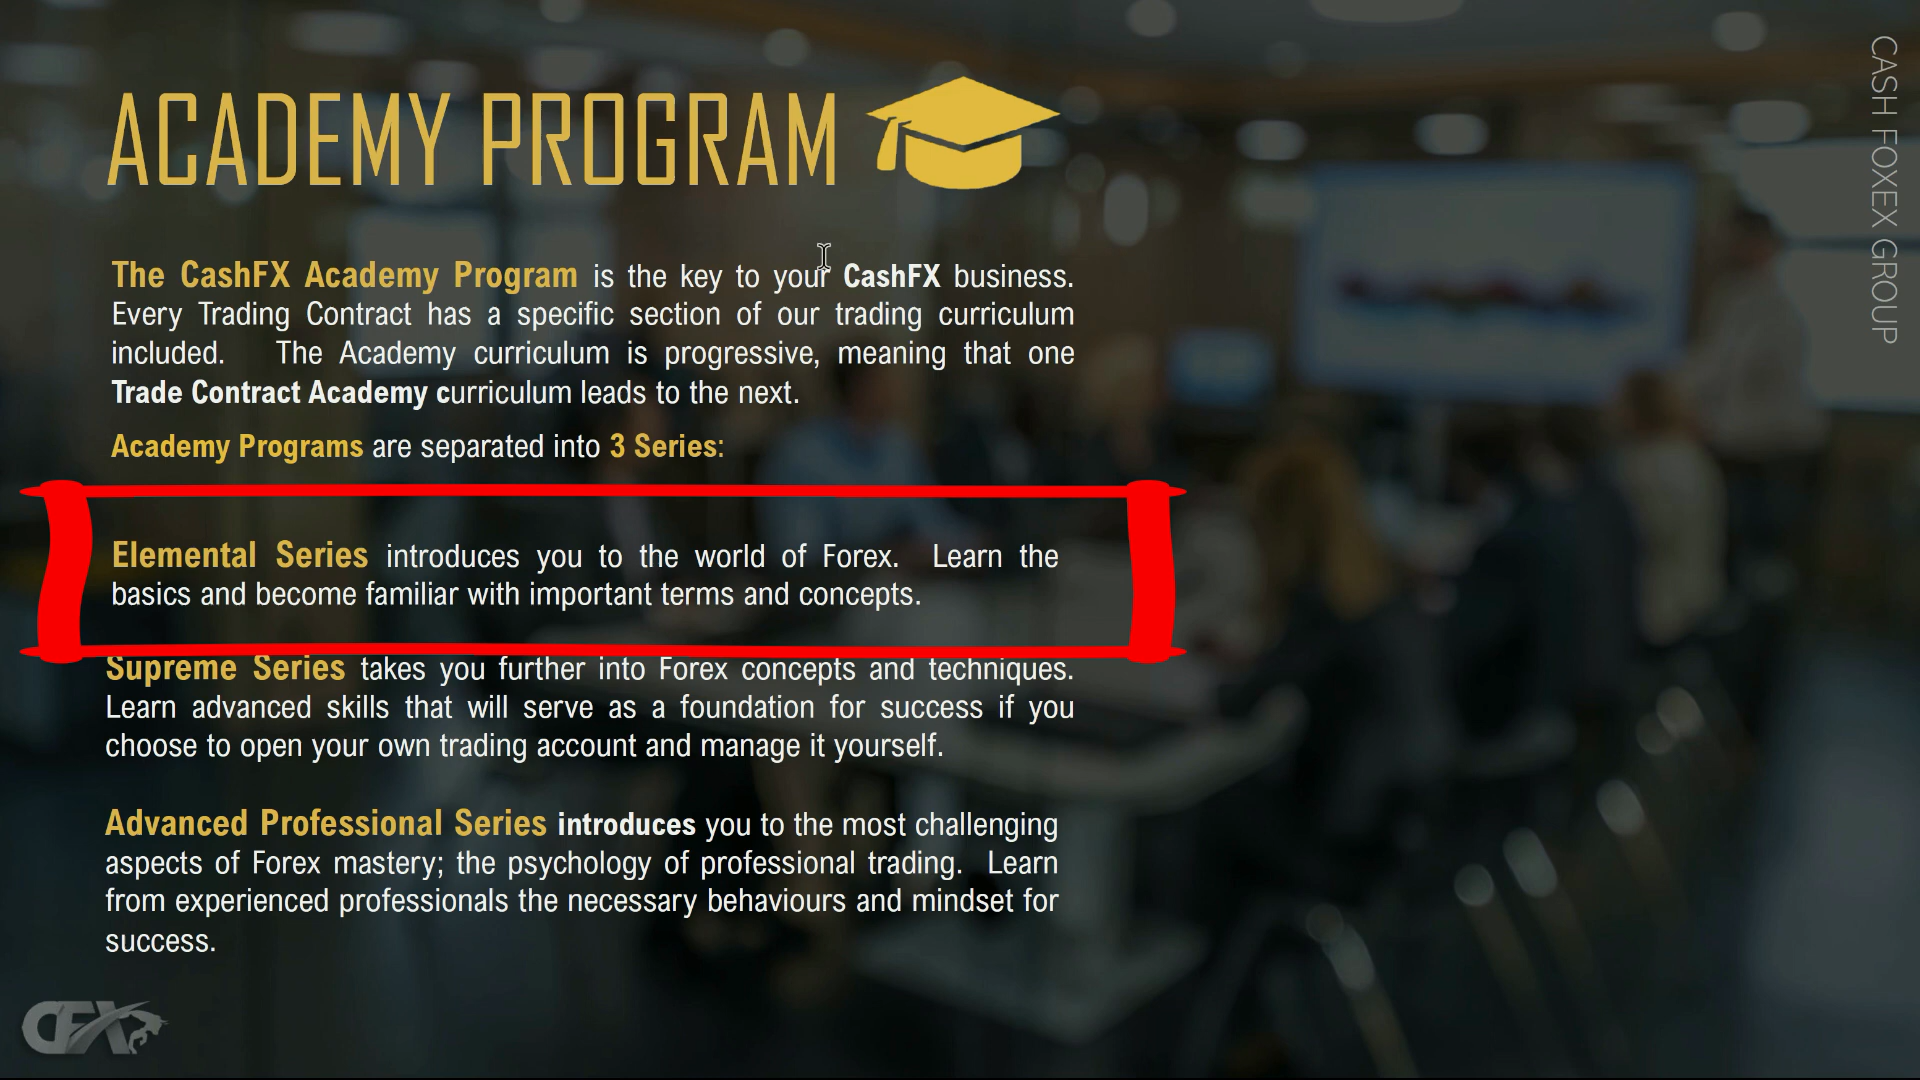 ACADEMY PROGRAM
The CashFX Academy Program is the key to your CashFX business.
Every Trading Contract has a specific section of our trading curriculum
included. The Academy curriculum is progressive, meaning that one
Trade Contract Academy curriculum leads to the next.
Academy Programs are separated into 3 Series:
Elemental Series introduces you to the world of Forex. Learn the
basics and become familiar with important terms and concepts.
Supreme Series takes you further into Forex concepts and techniques.
Learn advanced skills that will serve as a foundation for success if you
choose to open your own trading account and manage it yourself.
Advanced Professional Series introduces you to the most challenging
aspects of Forex mastery; the psychology of professional trading. Learn
from experienced professionals the necessary behaviours and mindset for
success.
CFX
CASH FOXEX GROUP